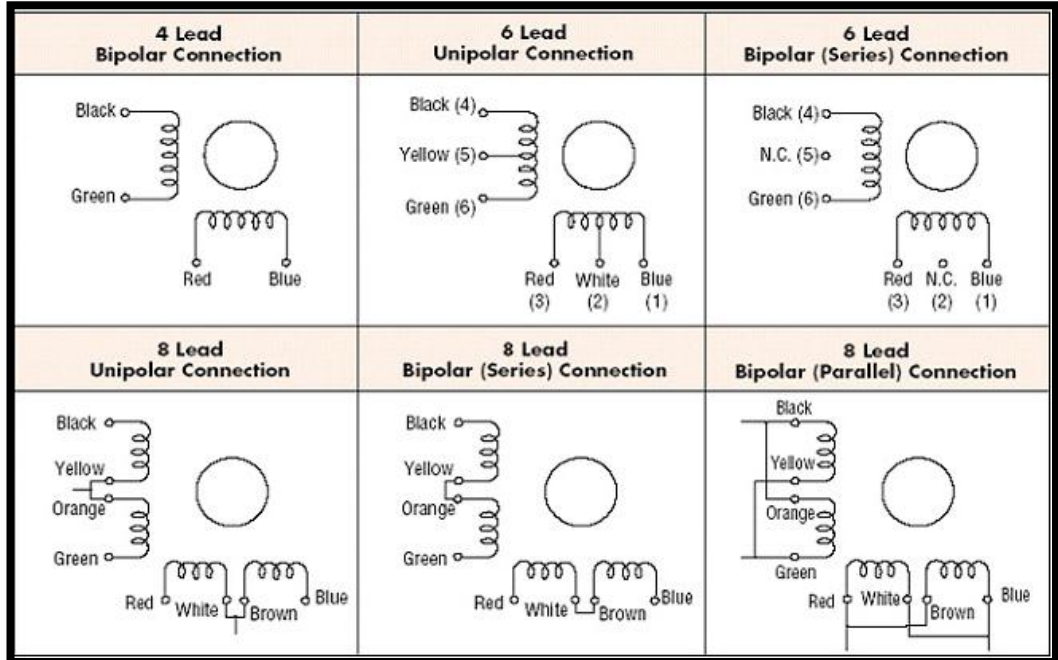 4 Lead
Bipolar Connection
6 Lead
Unipolar Connection
6 Lead
Bipolar (Series) Connection
Black
Green
Red
Blue
Black (4)
Yellow (5)
Green (6)
Red
(3)
White
(2)
Blue
(1)
Black (4)
N.C. (5)
Green (6)
Red
(3)
N.C.
(2)
Blue
(1)
8 Lead
Unipolar Connection
8 Lead
Bipolar (Series) Connection
8 Lead
Bipolar (Parallel) Connection
Black
Yellow
Orange
Green
Red
White
Brown
Blue
Black
Yellow
Orange
Green
Red
White
Brown
Blue
Black
Yellow
Orange
Green
Red
White
Brown
Blue